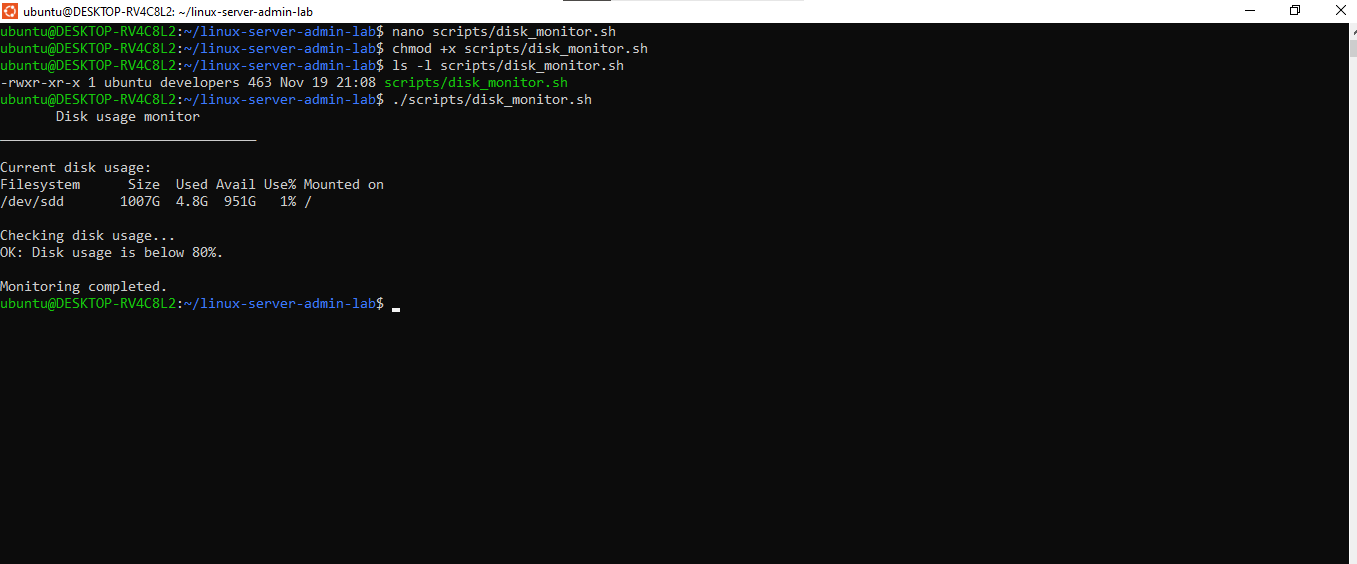 ubuntu@DESKTOP-RV4C8L2: ~/linux-server-admin-lab
ubuntu@DESKTOP-RV4C8L2:~/linux-server-admin-lab$ nano scripts/disk_monitor.sh
ubuntu@DESKTOP-RV4C8L2:~/linux-server-admin-lab$ chmod +x scripts/disk_monitor.sh
ubuntu@DESKTOP-RV4C8L2:~/linux-server-admin-lab$ ls -l scripts/disk_monitor.sh
-rwxr-xr-x 1 ubuntu developers 463 Nov 19 21:08 scripts/disk_monitor.sh
ubuntu@DESKTOP-RV4C8L2:~/linux-server-admin-lab$ ./scripts/disk_monitor.sh
       Disk usage monitor
________________________________
Current disk usage:
Filesystem      Size  Used Avail Use% Mounted on
/dev/sdd       1007G  4.8G  951G   1% /
Checking disk usage...
OK: Disk usage is below 80%.
Monitoring completed.
ubuntu@DESKTOP-RV4C8L2:~/linux-server-admin-lab$